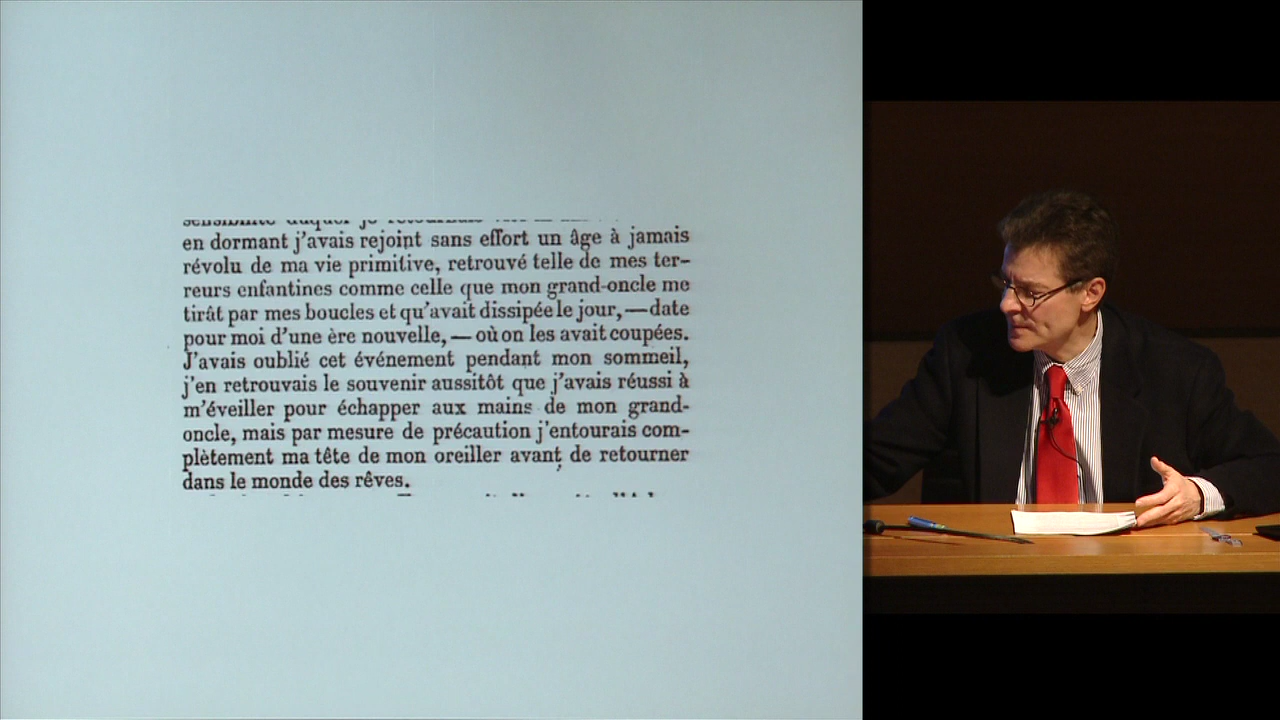 en dormant j'avais rejoint sans effort un âge à jamais
révolu de ma vie primitive, retrouvé telle de mes ter-
reurs enfantines comme celle que mon grand-oncle me
tirât par mes boucles et qu'avait dissipée le jour, — date
pour moi d'une ère nouvelle, — où on les avait coupées.
J'avais oublié cet événement pendant mon sommeil,
j'en retrouvais le souvenir aussitôt que j'avais réussi à
m'éveiller pour échapper aux mains de mon grand-
oncle, mais par mesure de précaution j'entourais com-
plètement ma tête de mon oreiller avant de retourner
dans le monde des rêves.